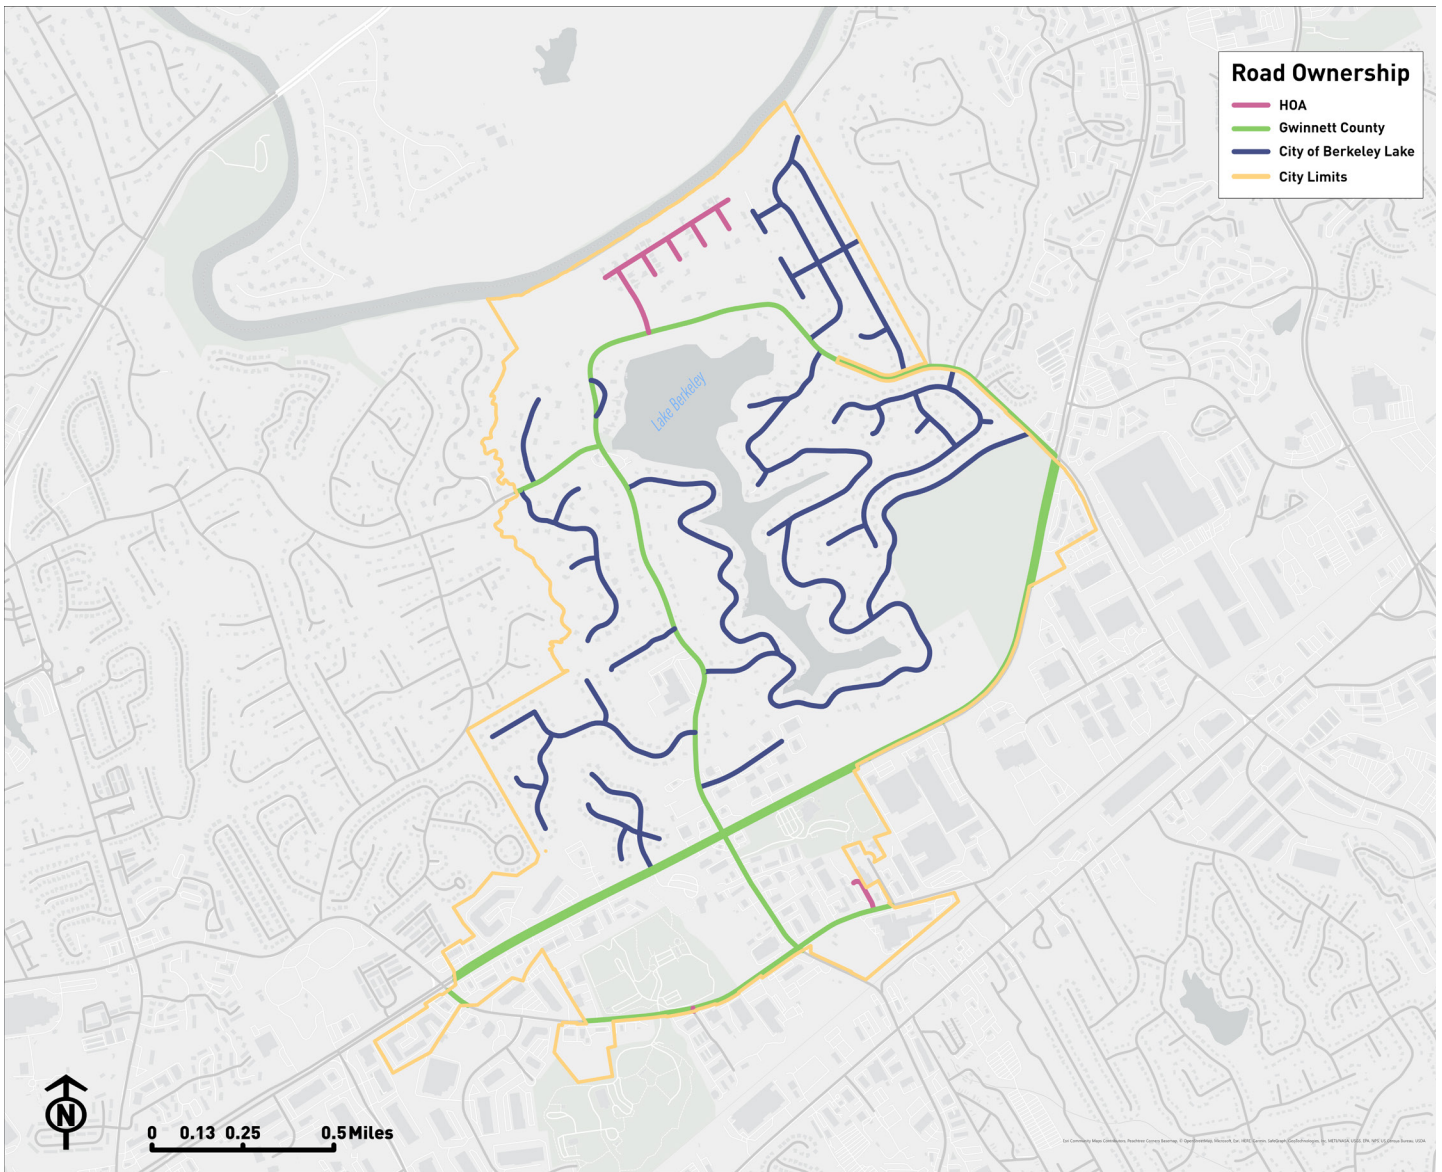 Road Ownership
HOA
Gwinnett County
City of Berkeley Lake
City Limits
Lake Berkeley
N
0 0.13 0.25 0.5 Miles